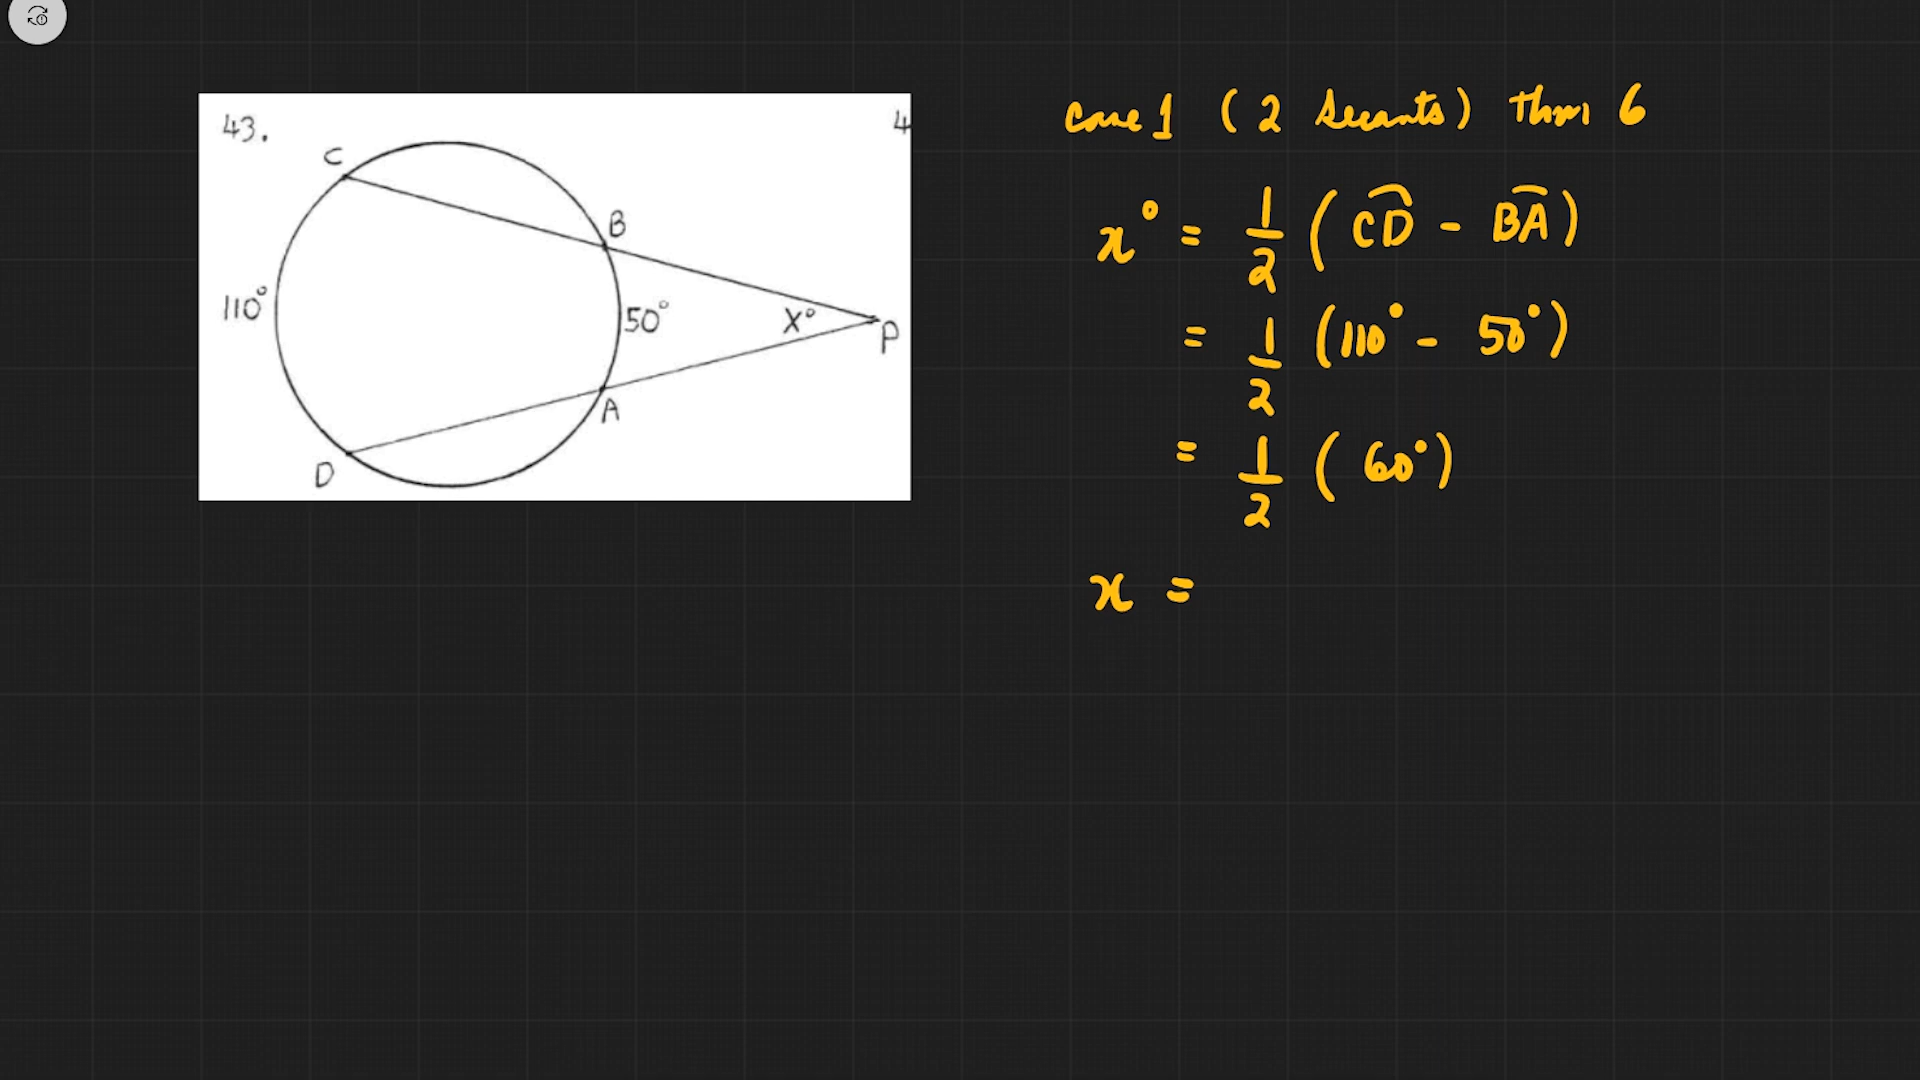 43.
4
C
B
110°
50°
x°
P
A
D
Case 1 (2 Secants) Thm 6
x° = 1/2 (CD - BA)
= 1/2 (110° - 50°)
= 1/2 (60°)
x =